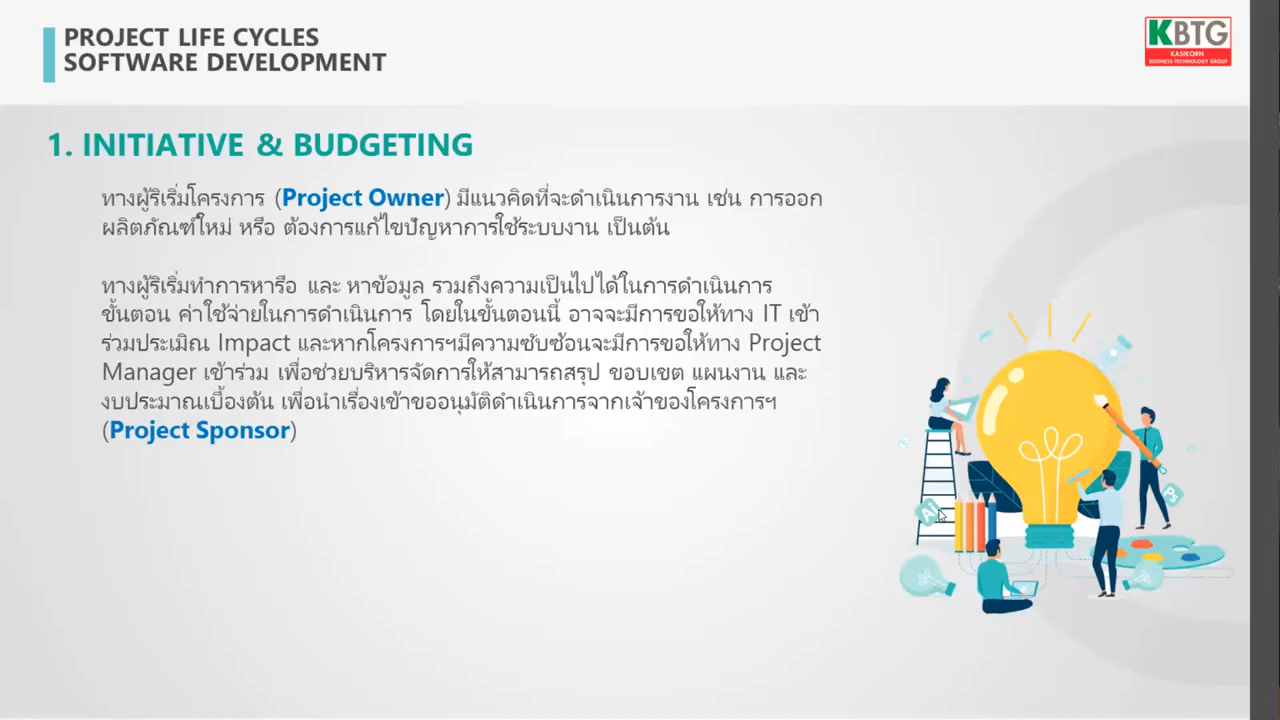 PROJECT LIFE CYCLES
SOFTWARE DEVELOPMENT
KBTG
KASIKORN
BUSINESS-TECHNOLOGY GROUP
1. INITIATIVE & BUDGETING
ทางผู้ริเริ่มโครงการ (Project Owner) มีแนวคิดที่จะดำเนินการงาน เช่น การออก
ผลิตภัณฑ์ใหม่ หรือ ต้องการแก้ไขปัญหาการใช้ระบบงาน เป็นต้น
ทางผู้ริเริ่มทำการหารือ และ หาข้อมูล รวมถึงความเป็นไปได้ในการดำเนินการ
ขั้นตอน ค่าใช้จ่ายในการดำเนินการ โดยในขั้นตอนนี้ อาจจะมีการขอให้ทาง IT เข้า
ร่วมประเมิณ Impact และหากโครงการฯมีความซับซ้อนจะมีการขอให้ทาง Project
Manager เข้าร่วม เพื่อช่วยบริหารจัดการให้สามารถสรุป ขอบเขต แผนงาน และ
งบประมาณเบื้องต้น เพื่อนำเรื่องเข้าขออนุมัติดำเนินการจากเจ้าของโครงการฯ
(Project Sponsor)
Ps
Ai